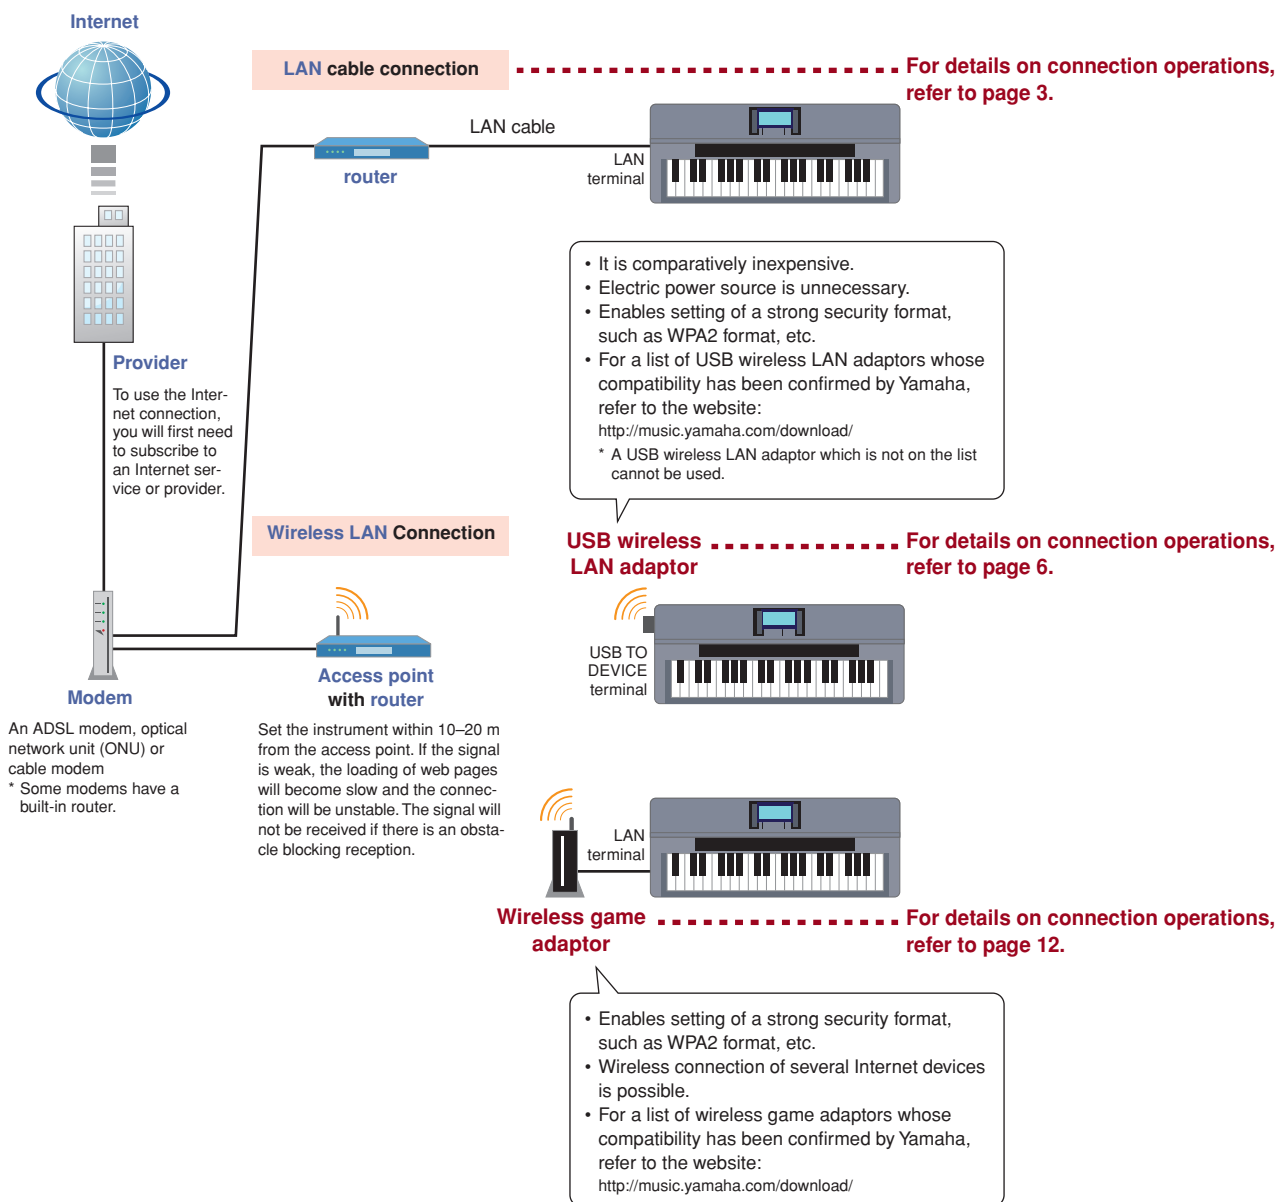 Internet
LAN cable connection
For details on connection operations,
refer to page 3.
LAN cable
router
LAN
terminal
Provider
To use the Inter-
net connection,
you will first need
to subscribe to
an Internet ser-
vice or provider.
• It is comparatively inexpensive.
• Electric power source is unnecessary.
• Enables setting of a strong security format,
such as WPA2 format, etc.
• For a list of USB wireless LAN adaptors whose
compatibility has been confirmed by Yamaha,
refer to the website:
http://music.yamaha.com/download/
* A USB wireless LAN adaptor which is not on the list
cannot be used.
Wireless LAN Connection
USB wireless
LAN adaptor
For details on connection operations,
refer to page 6.
USB TO
DEVICE
terminal
Modem
An ADSL modem, optical
network unit (ONU) or
cable modem
* Some modems have a
built-in router.
Access point
with router
Set the instrument within 10–20 m
from the access point. If the signal
is weak, the loading of web pages
will become slow and the connec-
tion will be unstable. The signal will
not be received if there is an obsta-
cle blocking reception.
LAN
terminal
Wireless game
adaptor
For details on connection operations,
refer to page 12.
• Enables setting of a strong security format,
such as WPA2 format, etc.
• Wireless connection of several Internet devices
is possible.
• For a list of wireless game adaptors whose
compatibility has been confirmed by Yamaha,
refer to the website:
http://music.yamaha.com/download/